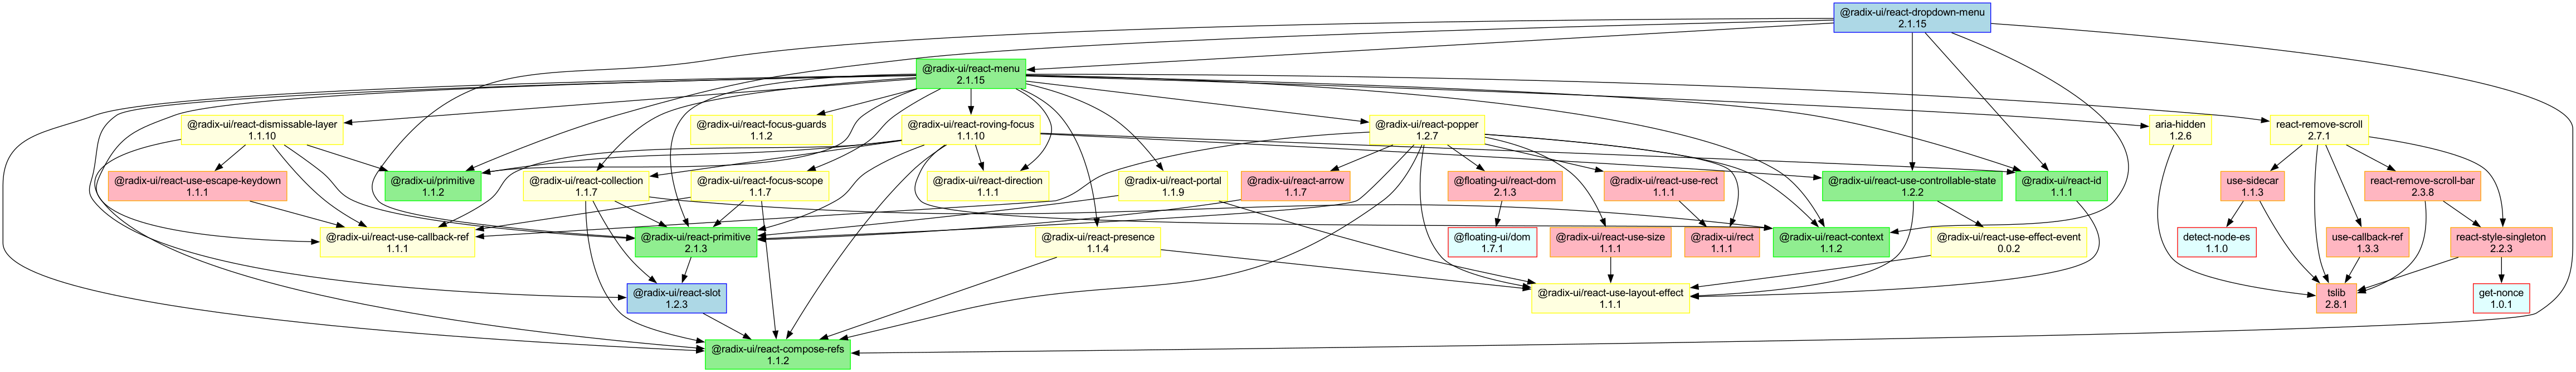 @radix-ui/react-dropdown-menu
2.1.15
@radix-ui/react-menu
2.1.15
@radix-ui/react-dismissable-layer
1.1.10
@radix-ui/react-focus-guards
1.1.2
@radix-ui/react-roving-focus
1.1.10
@radix-ui/react-popper
1.2.7
aria-hidden
1.2.6
react-remove-scroll
2.7.1
@radix-ui/react-use-escape-keydown
1.1.1
@radix-ui/primitive
1.1.2
@radix-ui/react-collection
1.1.7
@radix-ui/react-focus-scope
1.1.7
@radix-ui/react-direction
1.1.1
@radix-ui/react-portal
1.1.9
@radix-ui/react-arrow
1.1.7
@floating-ui/react-dom
2.1.3
@radix-ui/react-use-rect
1.1.1
@radix-ui/react-use-controllable-state
1.2.2
@radix-ui/react-id
1.1.1
use-sidecar
1.1.3
react-remove-scroll-bar
2.3.8
@radix-ui/react-use-callback-ref
1.1.1
@radix-ui/react-primitive
2.1.3
@radix-ui/react-presence
1.1.4
@floating-ui/dom
1.7.1
@radix-ui/react-use-size
1.1.1
@radix-ui/rect
1.1.1
@radix-ui/react-context
1.1.2
@radix-ui/react-use-effect-event
0.0.2
detect-node-es
1.1.0
use-callback-ref
1.3.3
react-style-singleton
2.2.3
@radix-ui/react-slot
1.2.3
@radix-ui/react-use-layout-effect
1.1.1
tslib
2.8.1
get-nonce
1.0.1
@radix-ui/react-compose-refs
1.1.2